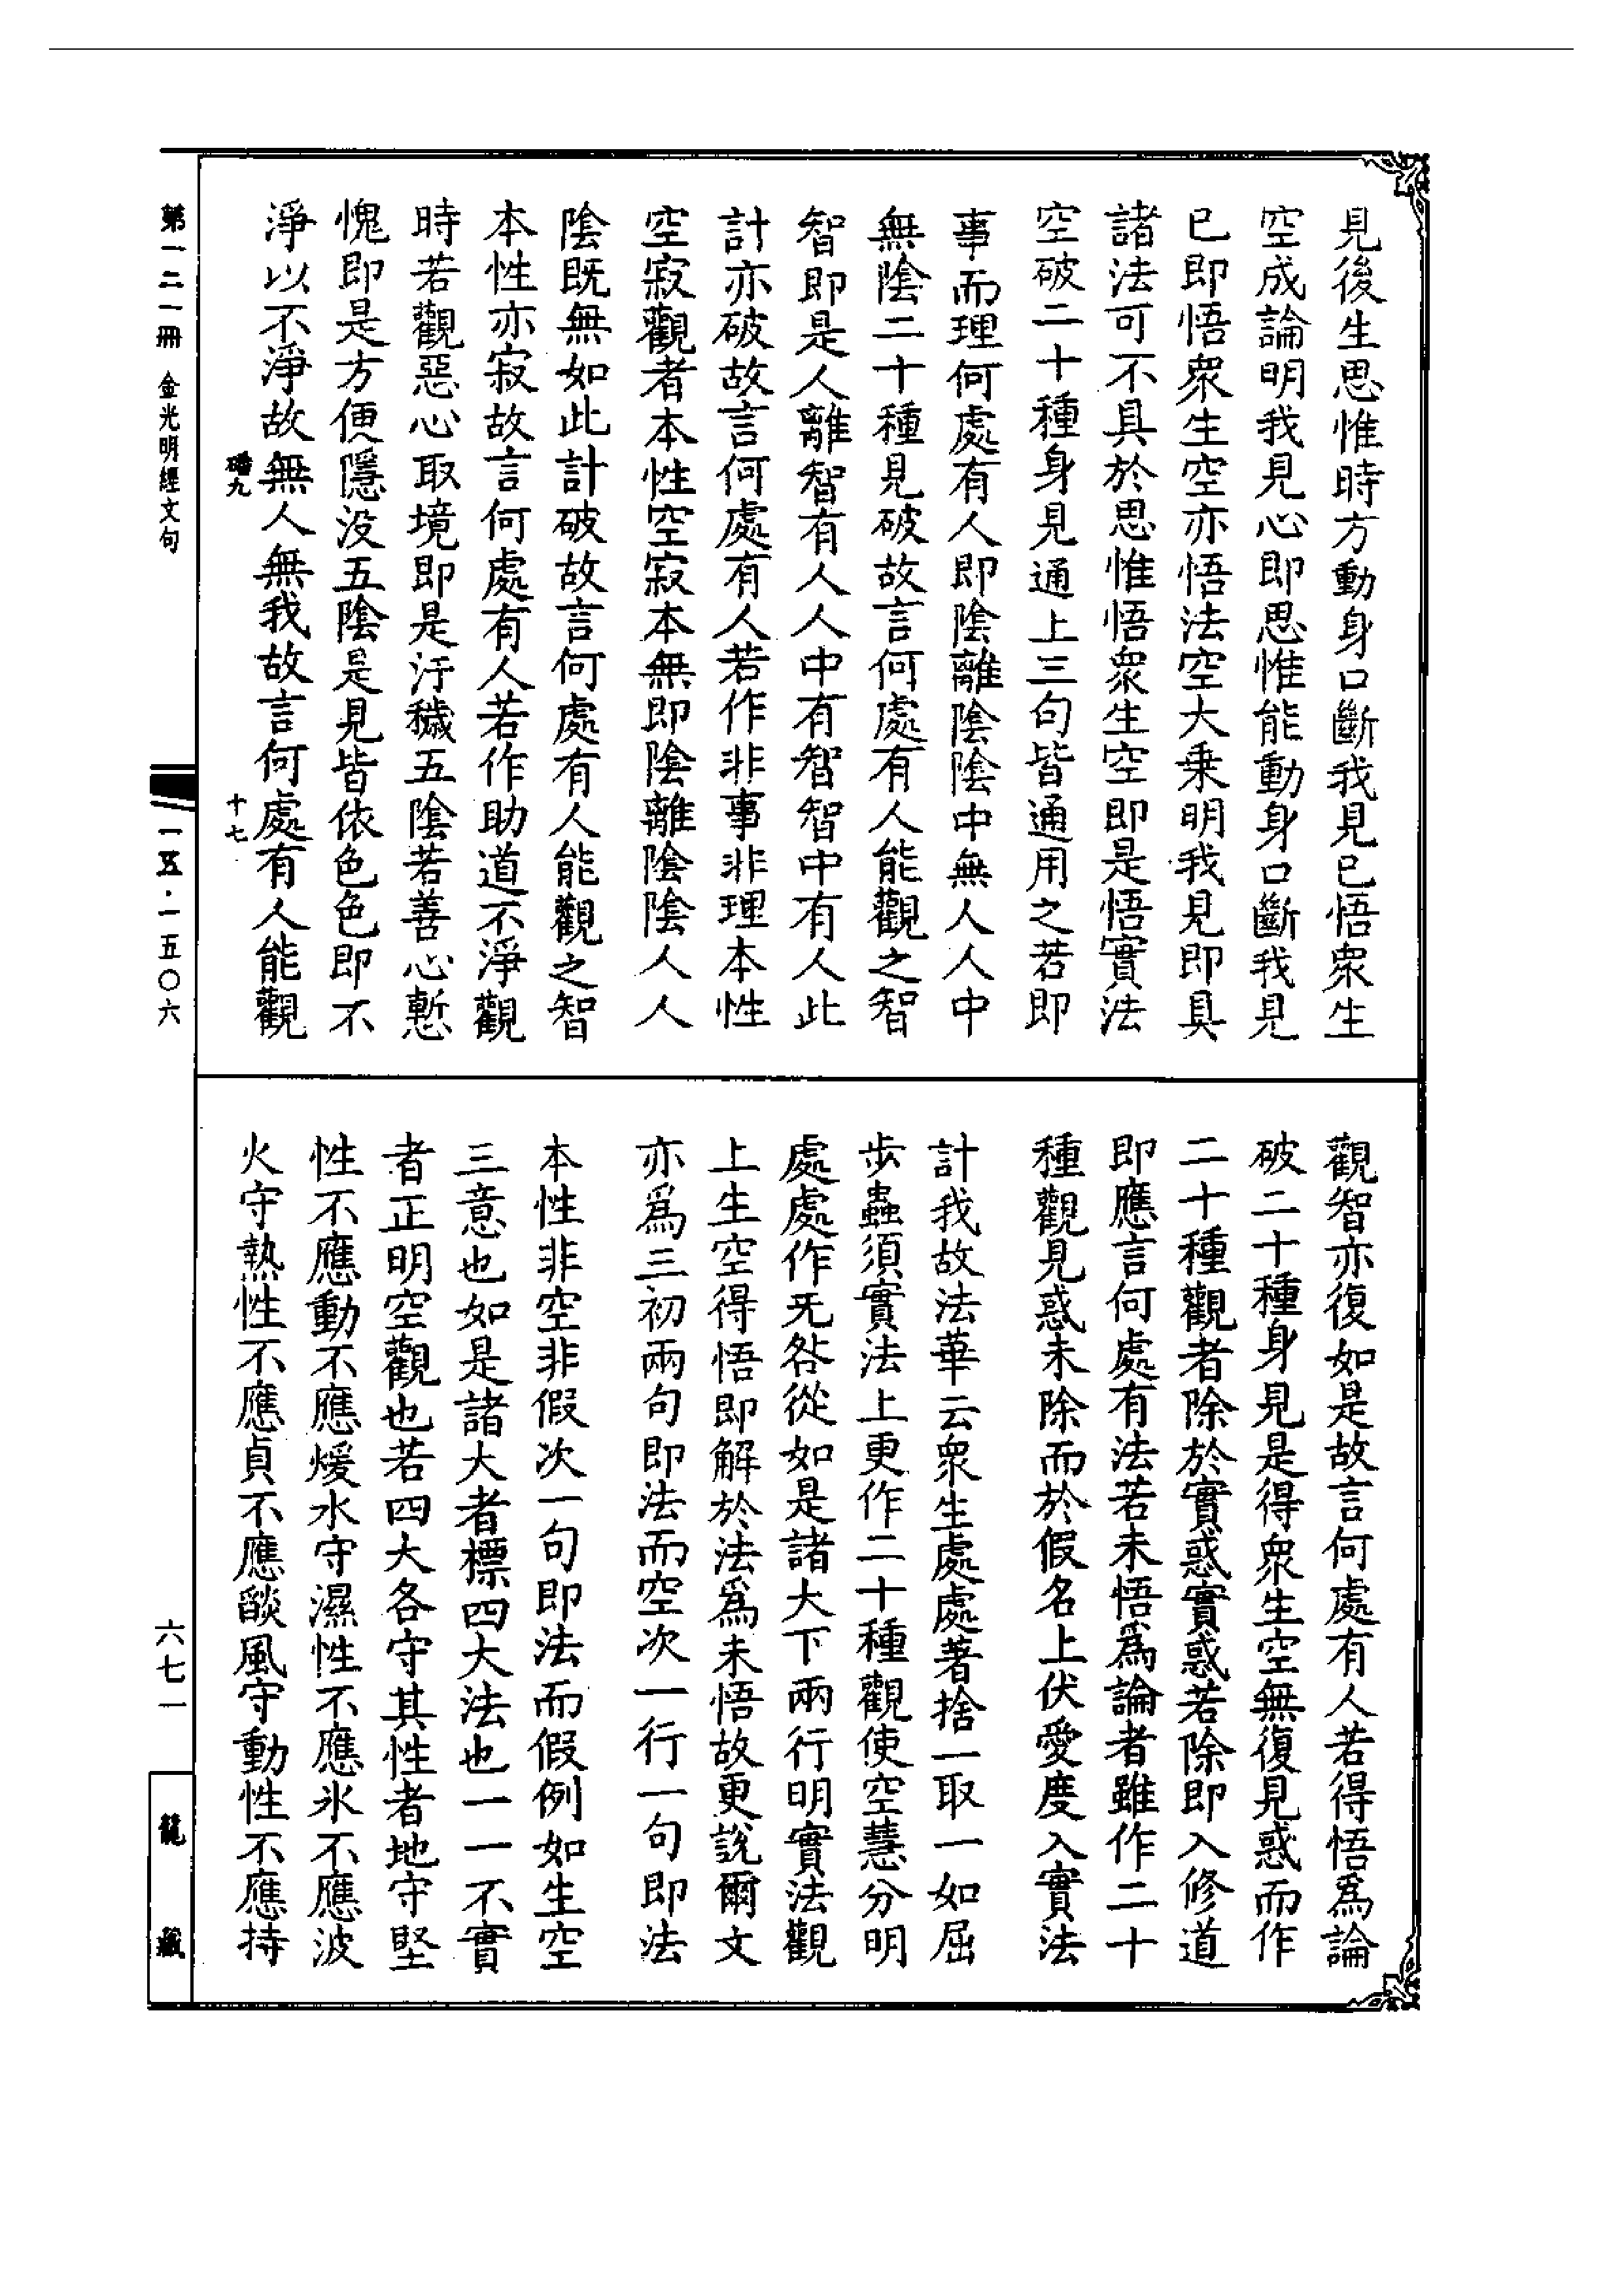 見後生思惟時方動身口斷我見已悟衆生
空成論明我見心即思惟能動身口斷我見
已即悟衆生空亦悟法空大乗明我見即具
諸法可不具於思惟悟衆生空即是悟實法
空破二十種身見通上三句皆通用之若即
事而理何處有人即陰離陰陰中無人人中
無陰二十種見破故言何處有人能觀之智
智即是人離智有人人中有智智中有人此
計亦破故言何處有人若作非事非理本性
空寂觀者本性空寂本無即陰離陰陰人人
陰既無如此計破故言何處有人能觀之智
本性亦寂故言何處有人若作助道不淨觀
時若觀惡心取境即是汙穢五陰若善心慙
愧即是方便隱没五陰是見皆依色色即不
淨以不淨故無人無我故言何處有人能觀
觀智亦復如是故言何處有人若得悟爲論
破二十種身見是得衆生空無復見惑而作
二十種觀者除於實惑實惑若除即入修道
即應言何處有法若未悟爲論者雖作二十
種觀見惑未除而於假名上伏愛度入實法
計我故法華云衆生處處著捨一取一如屈
步蟲須實法上更作二十種觀使空慧分明
處處作旡咎從如是諸大下兩行明實法觀
上生空得悟即解於法爲未悟故更說爾文
亦爲三初兩句即法而空次一行一句即法
本性非空非假次一句即法而假例如生空
三意也如是諸大者標四大法也一一不實
者正明空觀也若四大各守其性者地守堅
性不應動不應煖水守濕性不應氷不應波
火守熱性不應貞不應燄風守動性不應持
第一二一冊 金光明經文句
磻九
十七
一五·一五〇六
六七一
龍藏